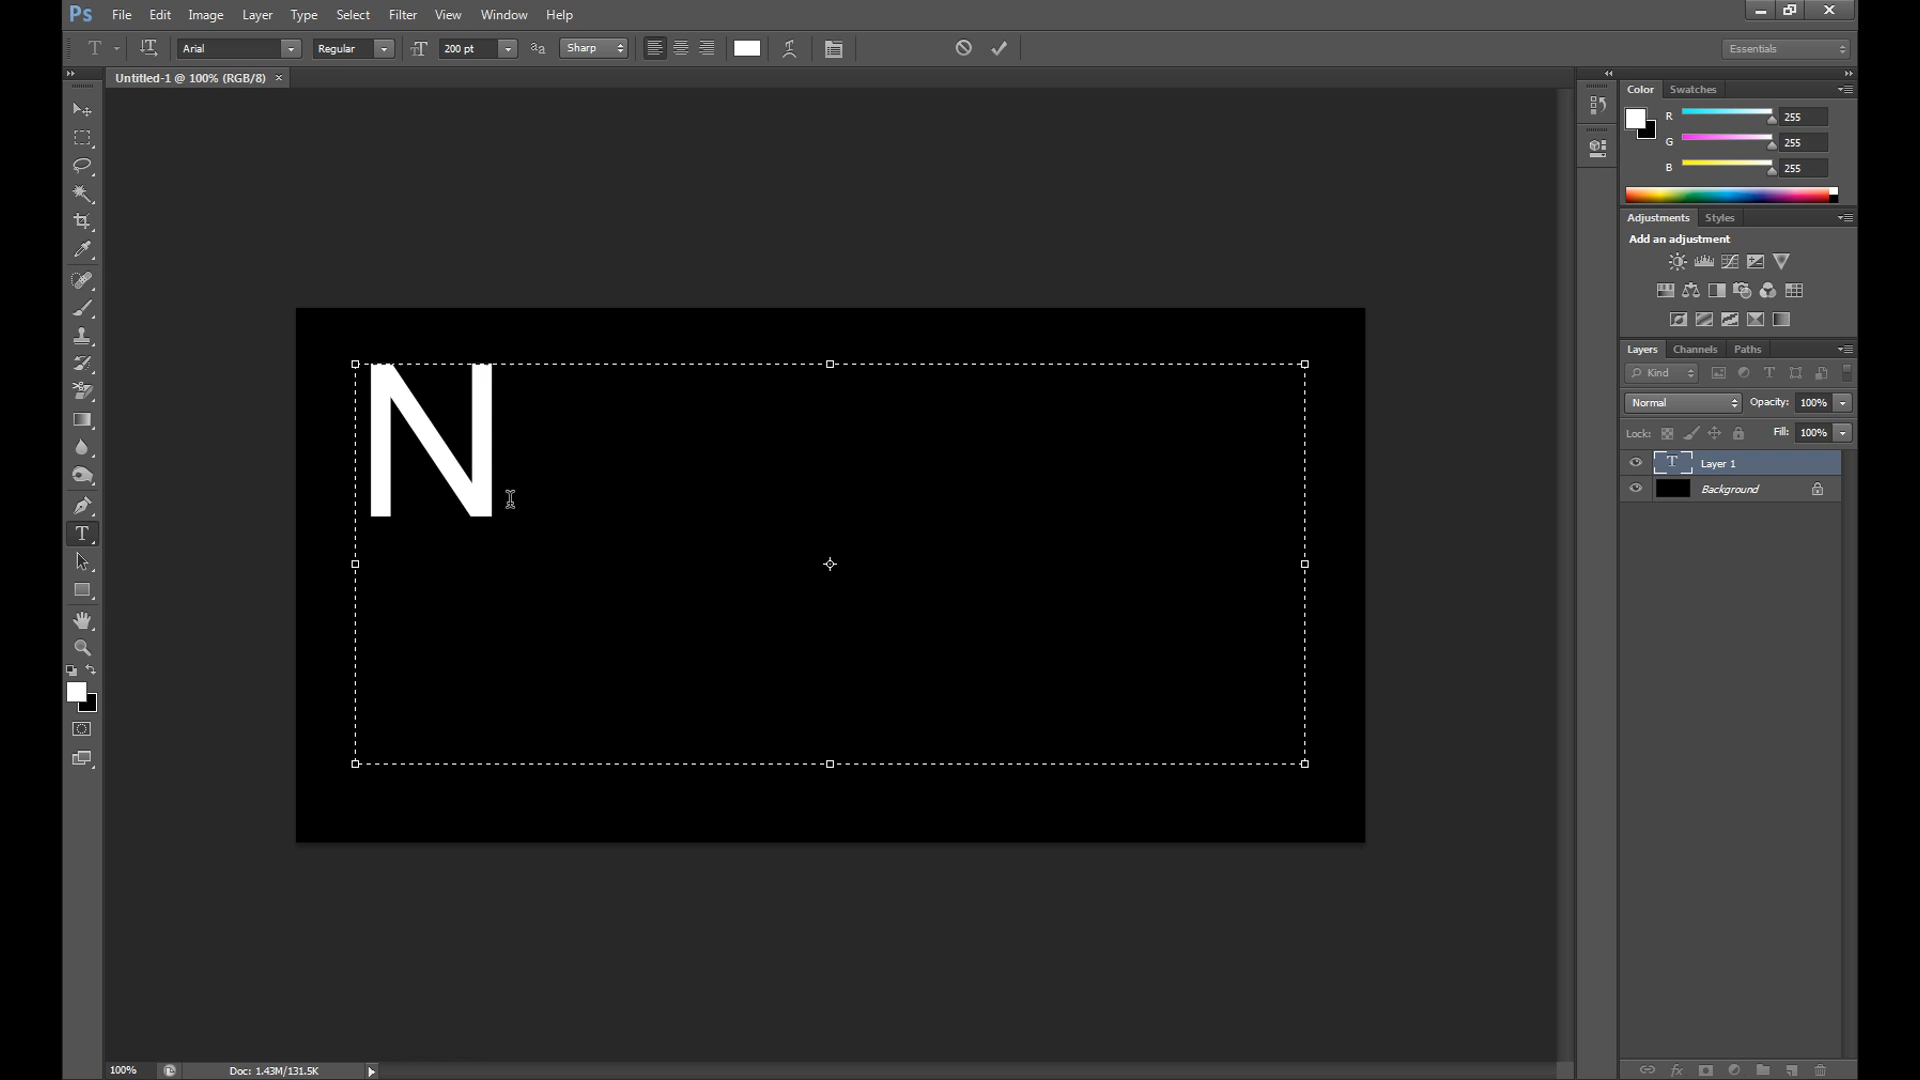 Ps File Edit Image Layer Type Select Filter View Window Help
T Arial Regular 200 pt aa Sharp Essentials
Untitled-1 @ 100% (RGB/8) ×
Color Swatches
R 255
G 255
B 255
Adjustments Styles
Add an adjustment
Layers Channels Paths
Kind
Normal Opacity: 100%
Lock: Fill: 100%
T Layer 1
Background
N
T
100% Doc: 1.43M/131.5K
fx